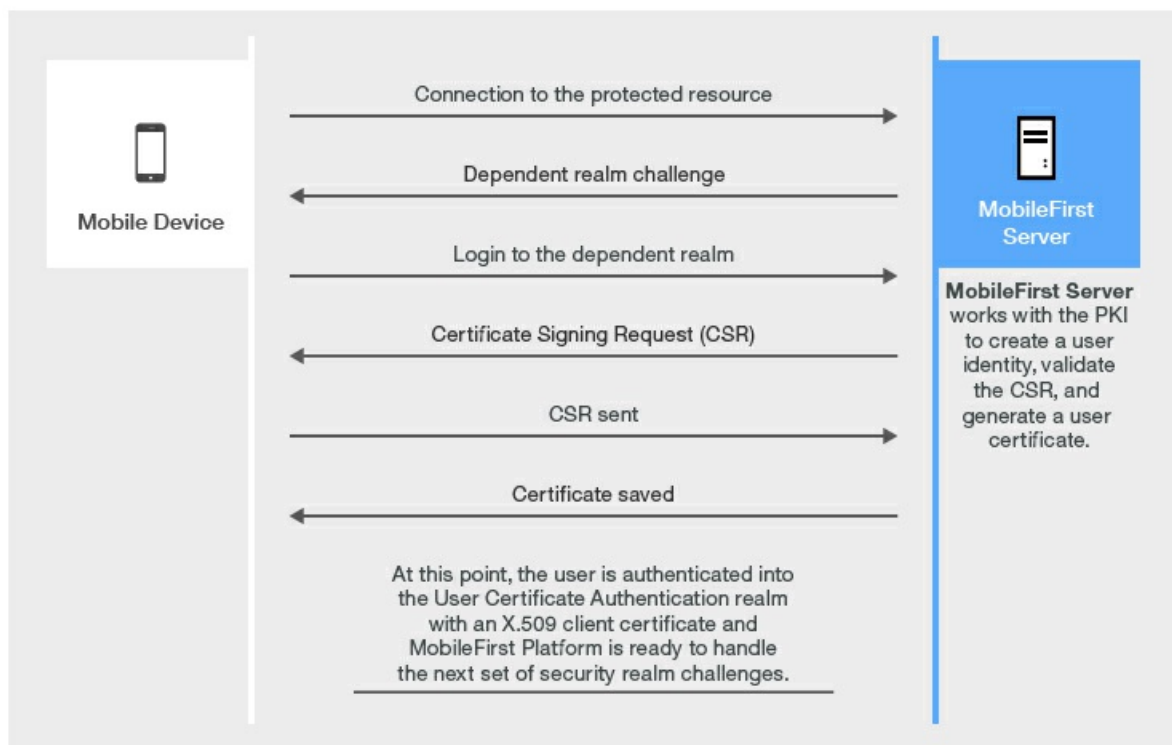 Connection to the protected resource
Dependent realm challenge
Mobile Device
MobileFirst
Server
Login to the dependent realm
MobileFirst Server
works with the PKI
to create a user
identity, validate
the CSR, and
generate a user
certificate.
Certificate Signing Request (CSR)
CSR sent
Certificate saved
At this point, the user is authenticated into
the User Certificate Authentication realm
with an X.509 client certificate and
MobileFirst Platform is ready to handle
the next set of security realm challenges.